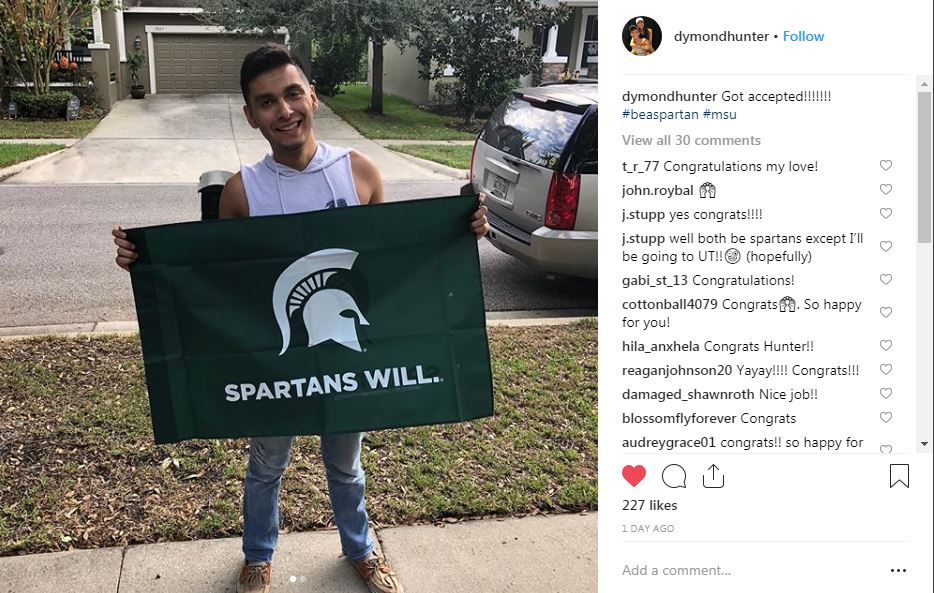 SPARTANS WILL.
dymondhunter • Follow
dymondhunter Got accepted!!!!!!!
#beaspartan #msu
View all 30 comments
t_r_77 Congratulations my love!
john.roybal 🙌
j.stupp yes congrats!!!!
j.stupp well both be spartans except I'll
be going to UT!!😂 (hopefully)
gabi_st_13 Congratulations!
cottonball4079 Congrats🙌. So happy
for you!
hila_anxhela Congrats Hunter!!
reaganjohnson20 Yayay!!!! Congrats!!!
damaged_shawnroth Nice job!!
blossomflyforever Congrats
audreygrace01 congrats!! so happy for
227 likes
1 DAY AGO
Add a comment...